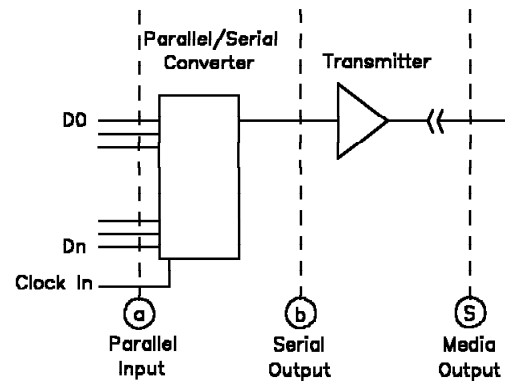 Parallel/Serial
Converter
Transmitter
D0
Dn
Clock In
a
b
S
Parallel
Input
Serial
Output
Media
Output